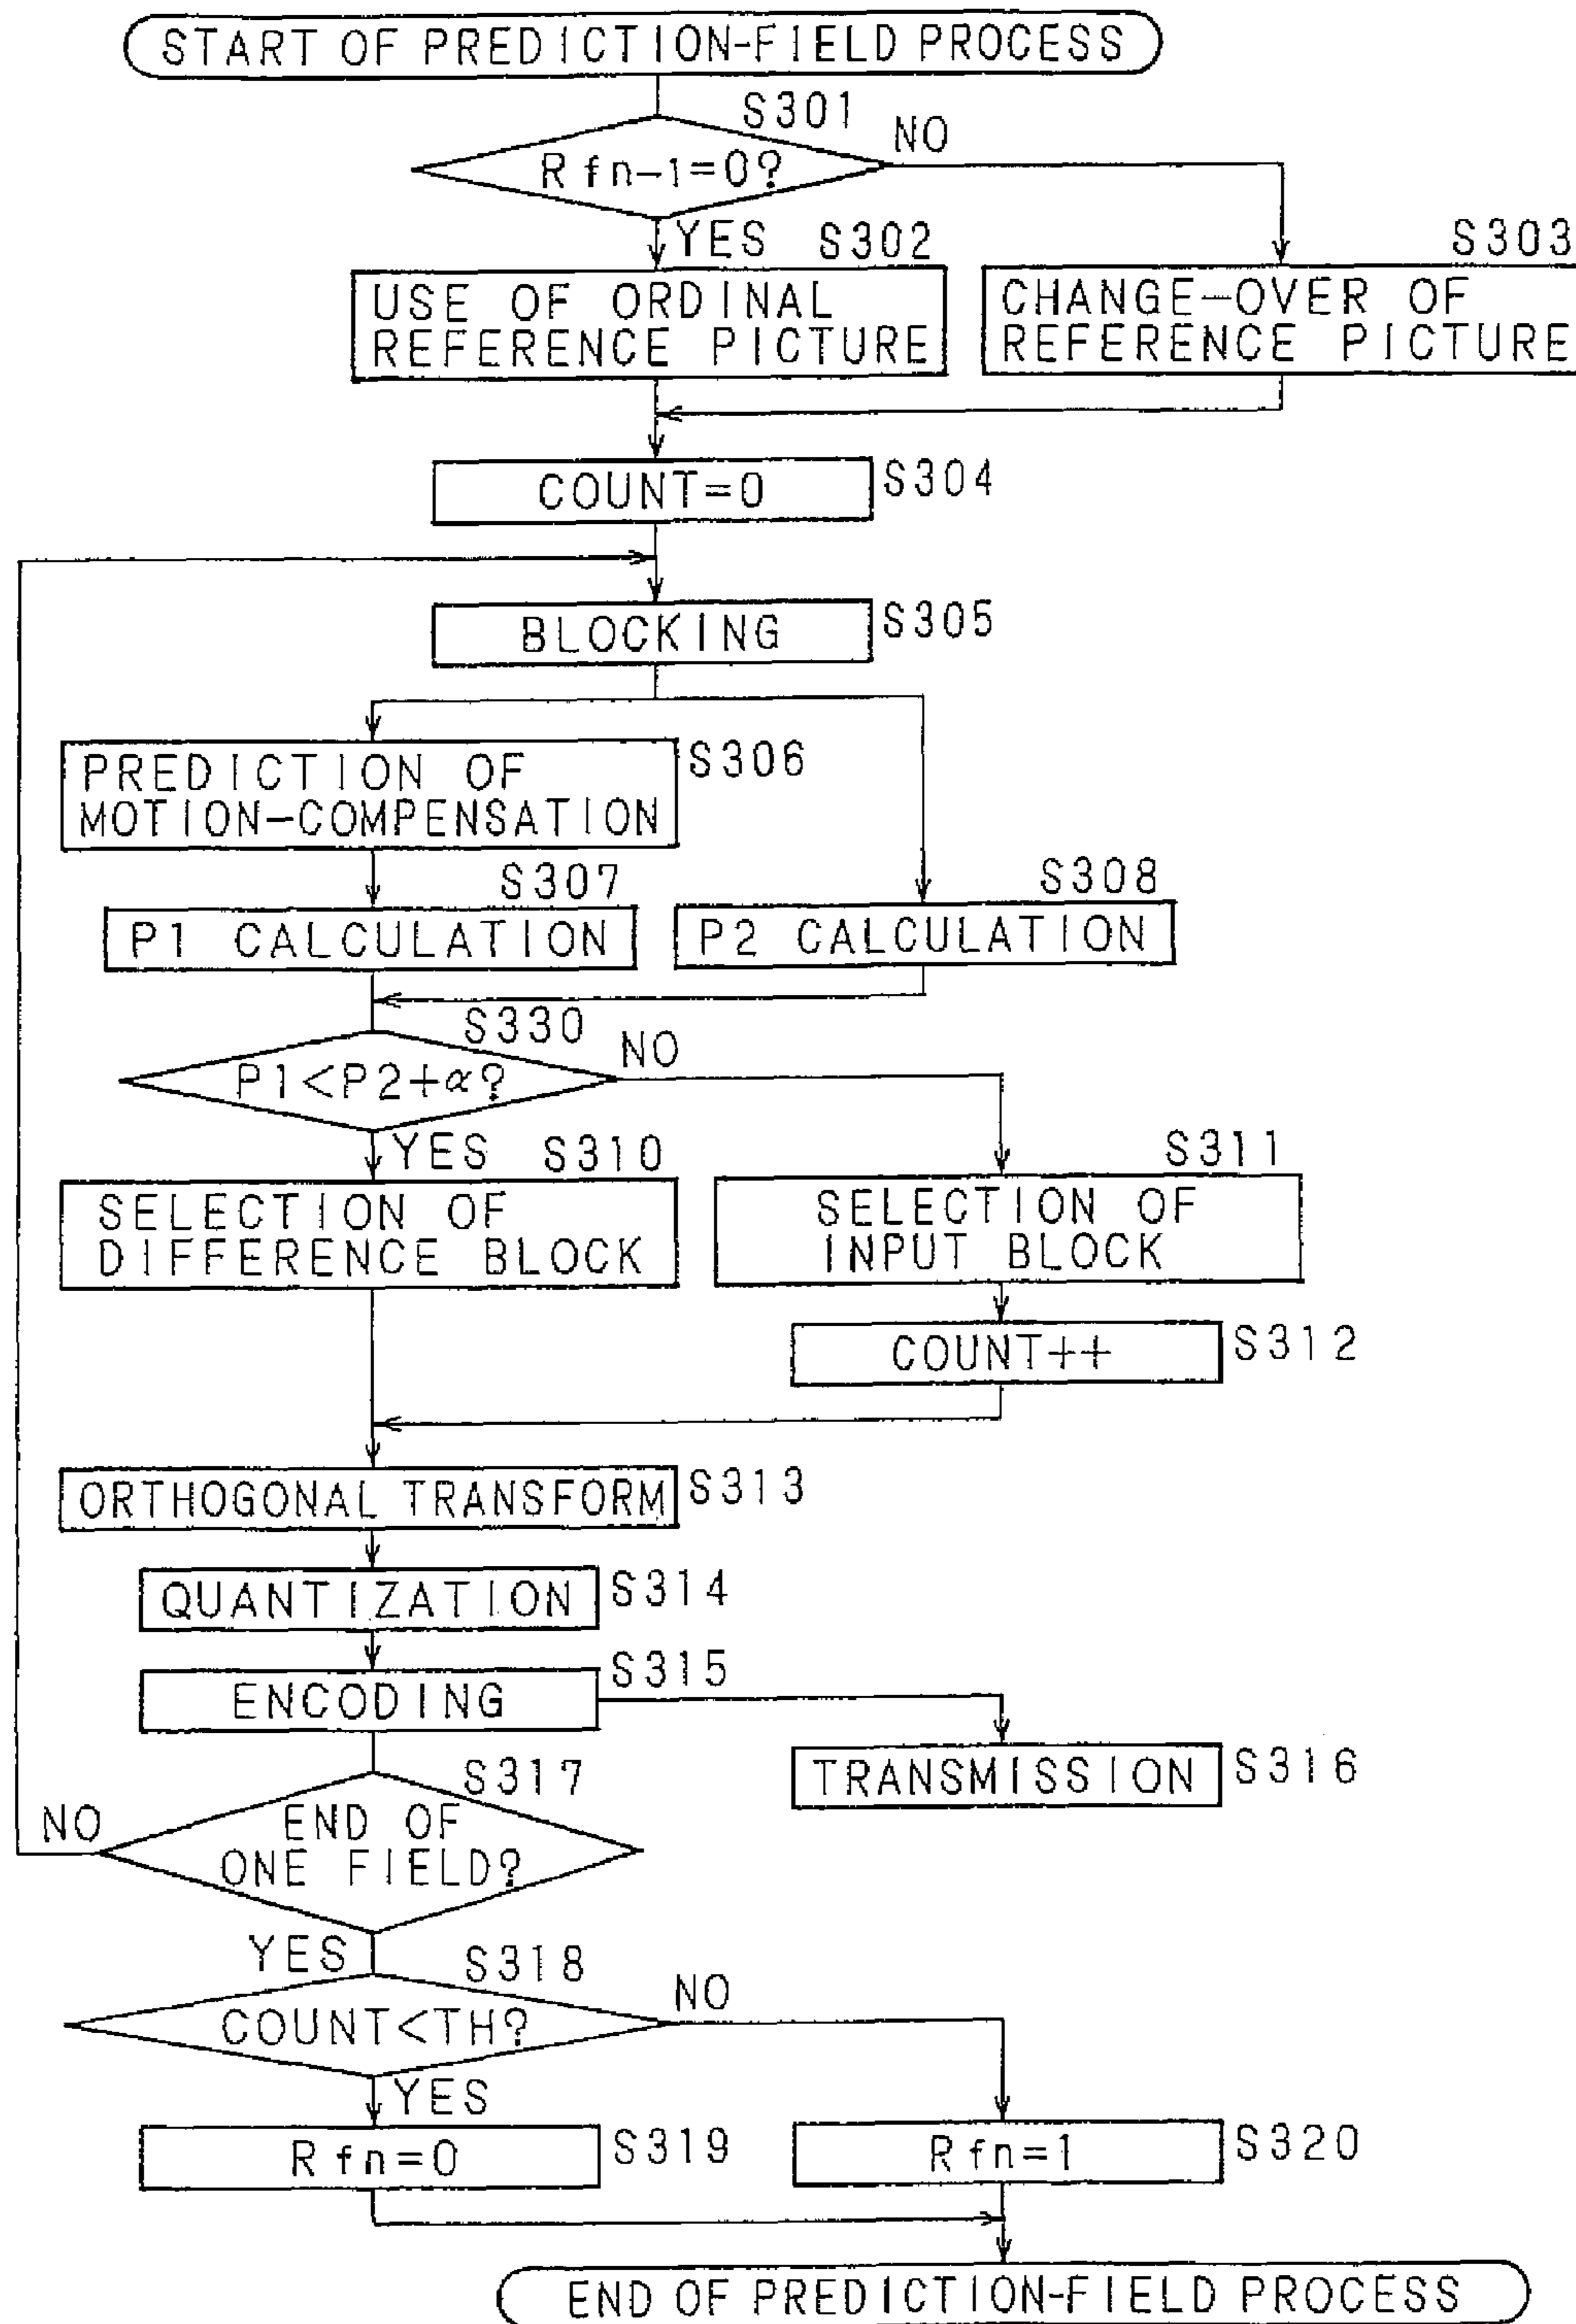 START OF PREDICTION-FIELD PROCESS
S301
Rfn-1=0?
NO
YES
S302
S303
USE OF ORDINAL
REFERENCE PICTURE
CHANGE-OVER OF
REFERENCE PICTURE
COUNT=0
S304
BLOCKING
S305
PREDICTION OF
MOTION-COMPENSATION
S306
S307
S308
P1 CALCULATION
P2 CALCULATION
S330
P1<P2+α?
NO
YES
S310
S311
SELECTION OF
DIFFERENCE BLOCK
SELECTION OF
INPUT BLOCK
COUNT++
S312
ORTHOGONAL TRANSFORM
S313
QUANTIZATION
S314
ENCODING
S315
TRANSMISSION
S316
S317
END OF
ONE FIELD?
NO
YES
S318
COUNT<TH?
NO
YES
Rfn=0
S319
Rfn=1
S320
END OF PREDICTION-FIELD PROCESS